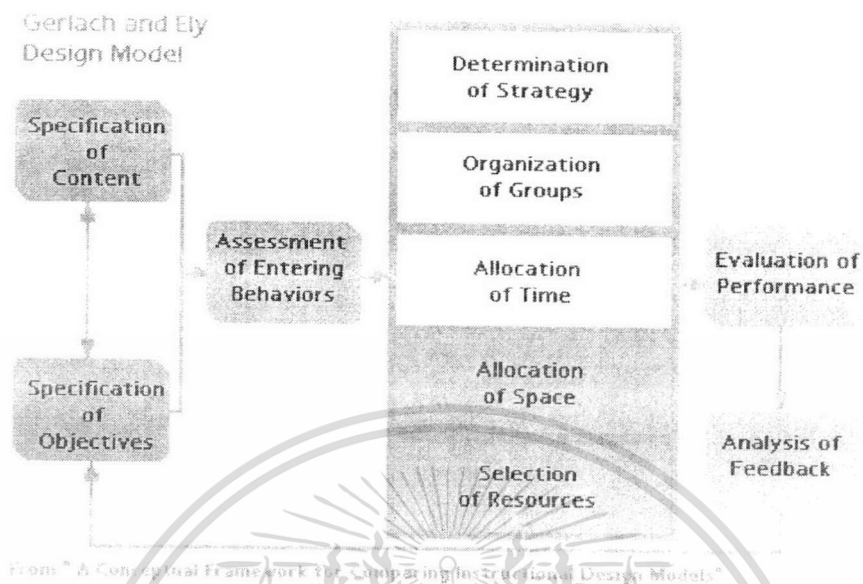 Gerlach and Ely
Design Model
Specification
of
Content
Specification
of
Objectives
Assessment
of Entering
Behaviors
Determination
of Strategy
Organization
of Groups
Allocation
of Time
Allocation
of Space
Selection
of Resources
Evaluation of
Performance
Analysis of
Feedback
From " A Conceptual Framework for Comparing Instructional Design Models"